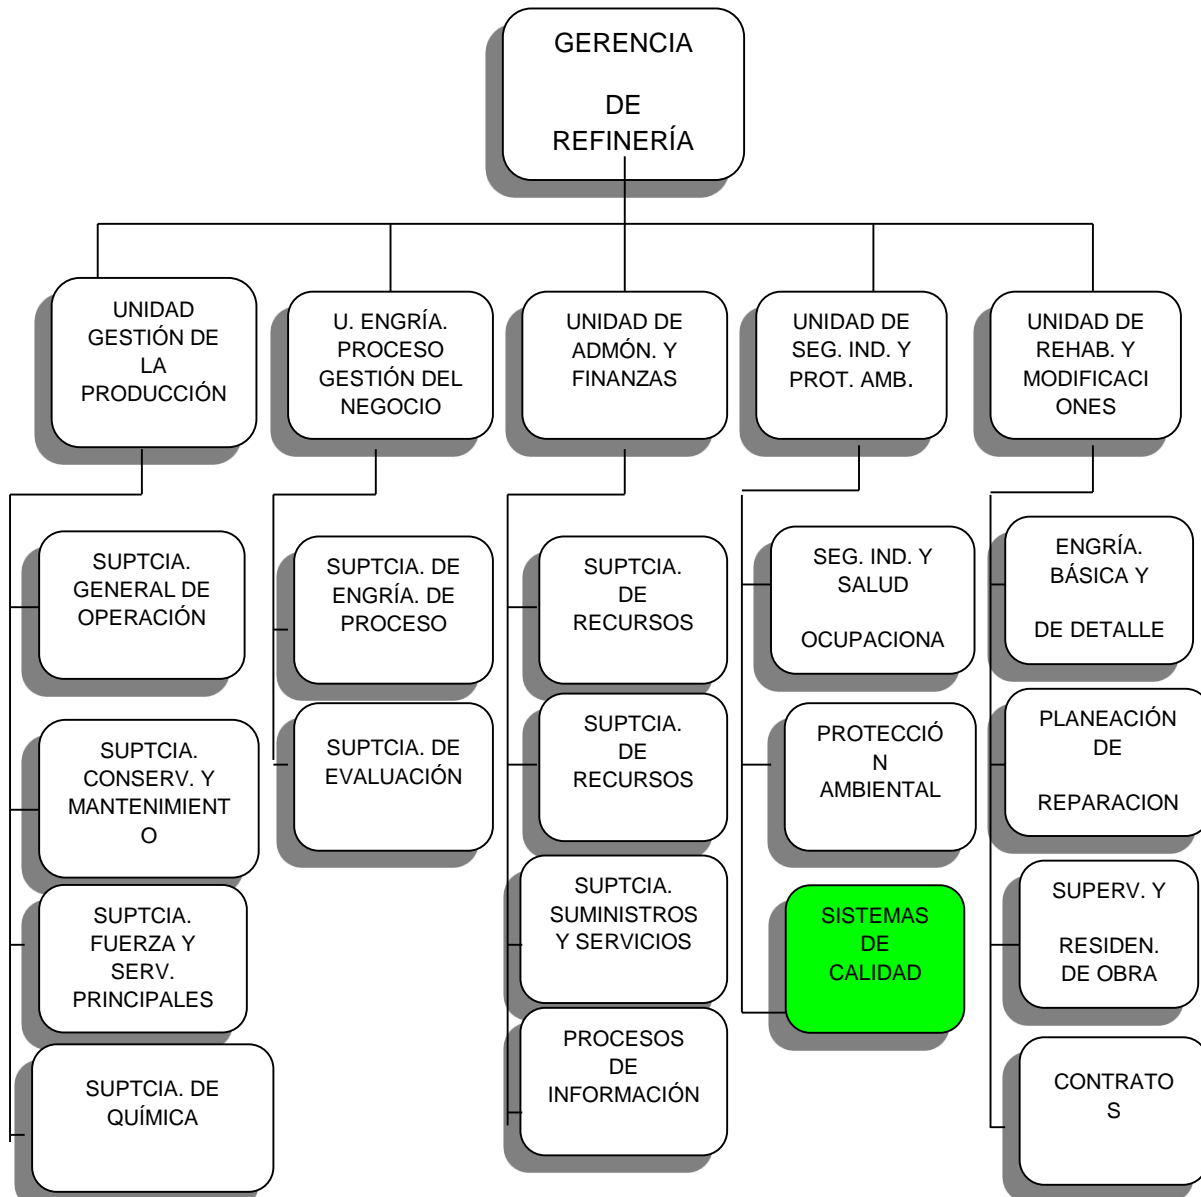 GERENCIA
DE
REFINERÍA
UNIDAD
GESTIÓN DE
LA
PRODUCCIÓN
U. ENGRÍA.
PROCESO
GESTIÓN DEL
NEGOCIO
UNIDAD DE
ADMÓN. Y
FINANZAS
UNIDAD DE
SEG. IND. Y
PROT. AMB.
UNIDAD DE
REHAB. Y
MODIFICACI
ONES
SUPTCIA.
GENERAL DE
OPERACIÓN
SUPTCIA. DE
ENGRÍA. DE
PROCESO
SUPTCIA.
DE
RECURSOS
SEG. IND. Y
SALUD
OCUPACIONA
ENGRÍA.
BÁSICA Y
DE DETALLE
SUPTCIA.
CONSERV. Y
MANTENIMIENT
O
SUPTCIA. DE
EVALUACIÓN
SUPTCIA.
DE
RECURSOS
PROTECCIÓ
N
AMBIENTAL
PLANEACIÓN
DE
REPARACION
SUPTCIA.
FUERZA Y
SERV.
PRINCIPALES
SUPTCIA.
SUMINISTROS
Y SERVICIOS
SISTEMAS
DE
CALIDAD
SUPERV. Y
RESIDEN.
DE OBRA
SUPTCIA. DE
QUÍMICA
PROCESOS
DE
INFORMACIÓN
CONTRATO
S